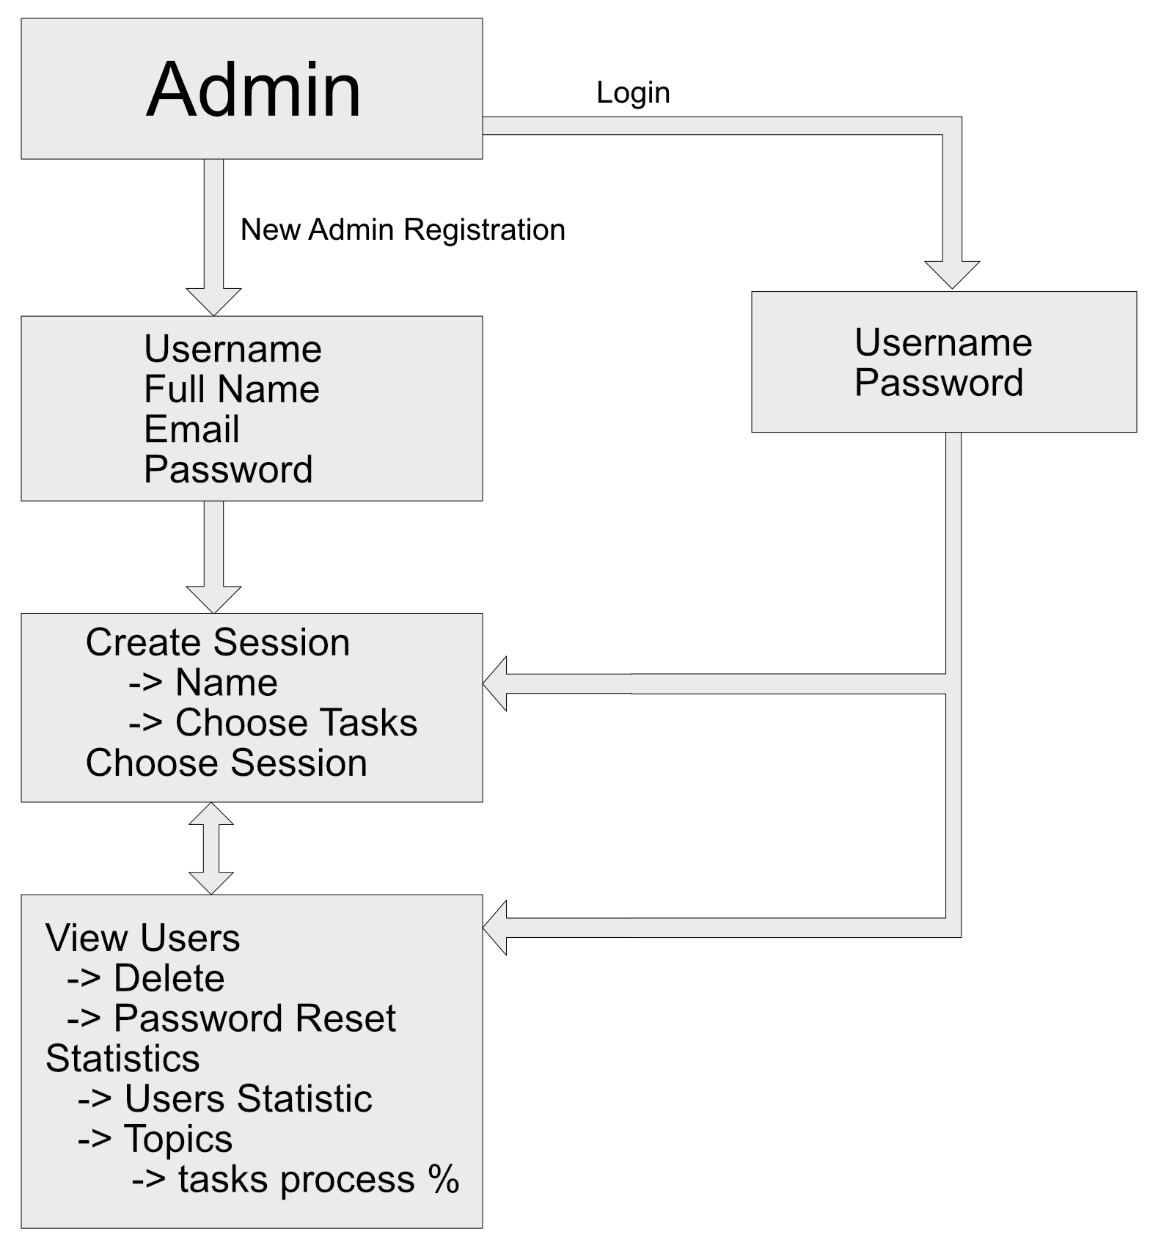 Admin
Login
New Admin Registration
Username
Full Name
Email
Password
Username
Password
Create Session
-> Name
-> Choose Tasks
Choose Session
View Users
-> Delete
-> Password Reset
Statistics
-> Users Statistic
-> Topics
-> tasks process %